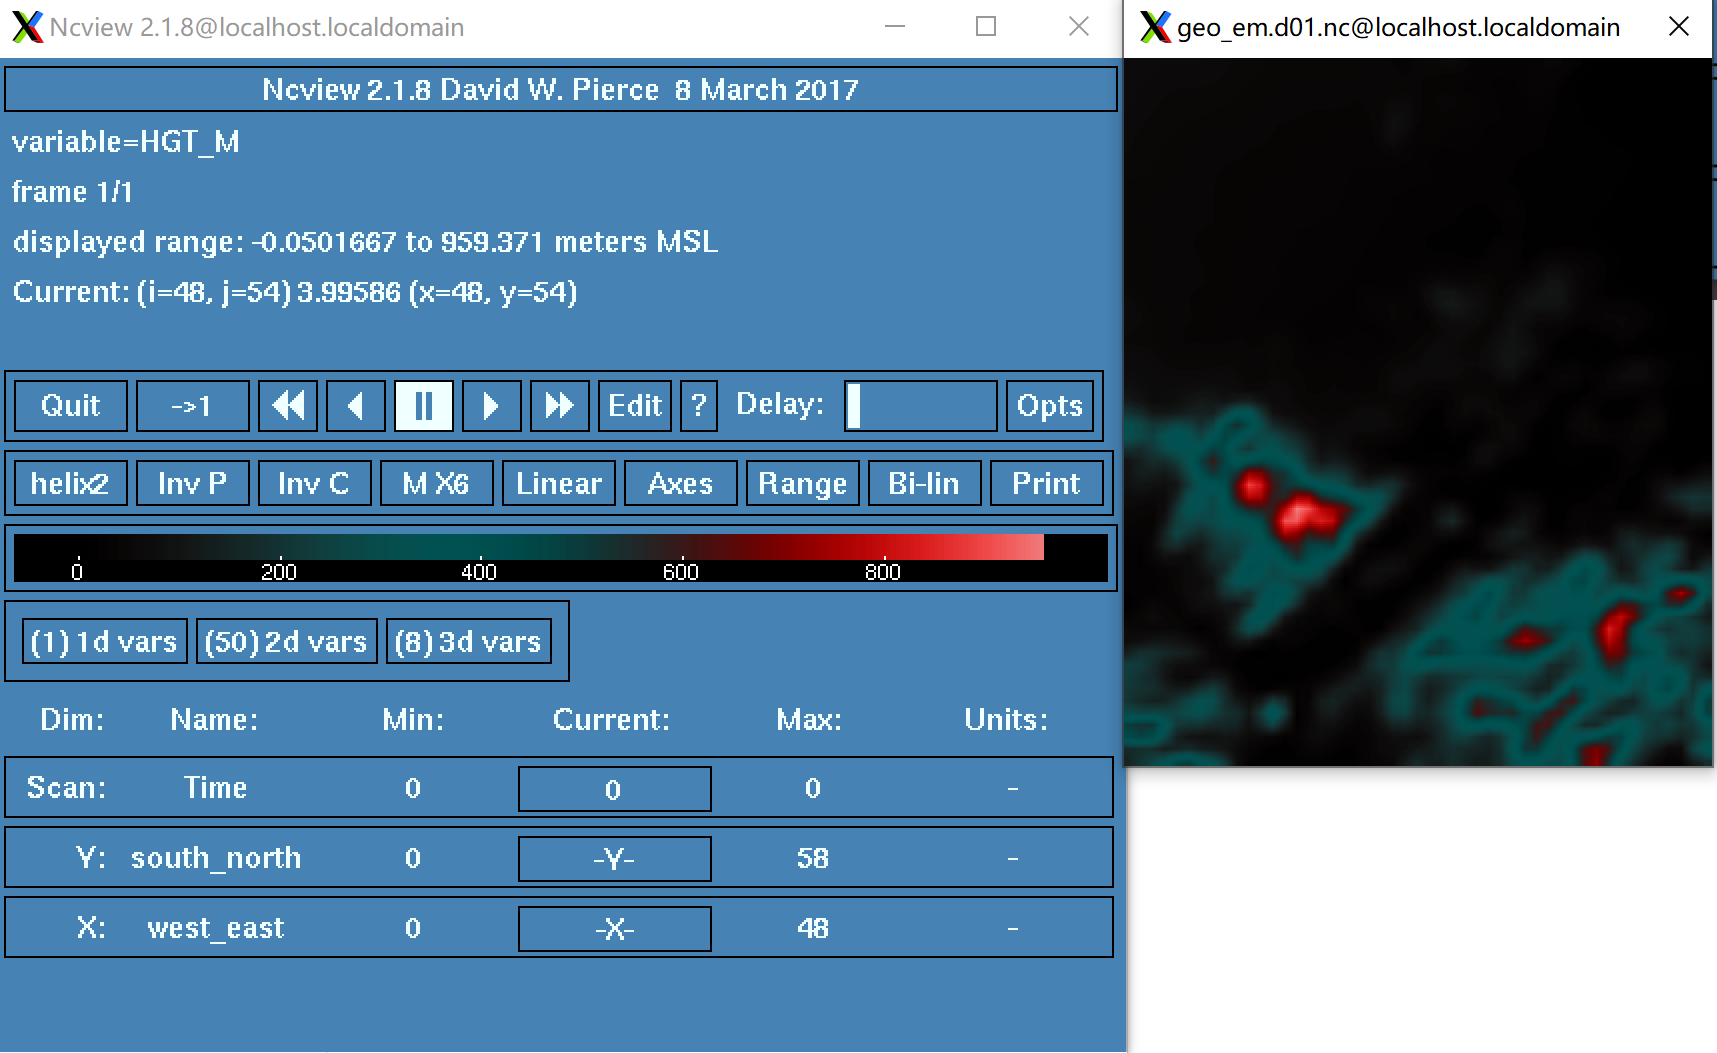 Ncview 2.1.8@localhost.localdomain
geo_em.d01.nc@localhost.localdomain
Ncview 2.1.8 David W. Pierce 8 March 2017
variable=HGT_M
frame 1/1
displayed range: -0.0501667 to 959.371 meters MSL
Current: (i=48, j=54) 3.99586 (x=48, y=54)
Quit ->1 Edit ? Delay: Opts
helix2 Inv P Inv C M X6 Linear Axes Range Bi-lin Print
0 200 400 600 800
(1) 1d vars (50) 2d vars (8) 3d vars
Dim: Name: Min: Current: Max: Units:
Scan: Time 0 0 0 -
Y: south_north 0 -Y- 58 -
X: west_east 0 -X- 48 -